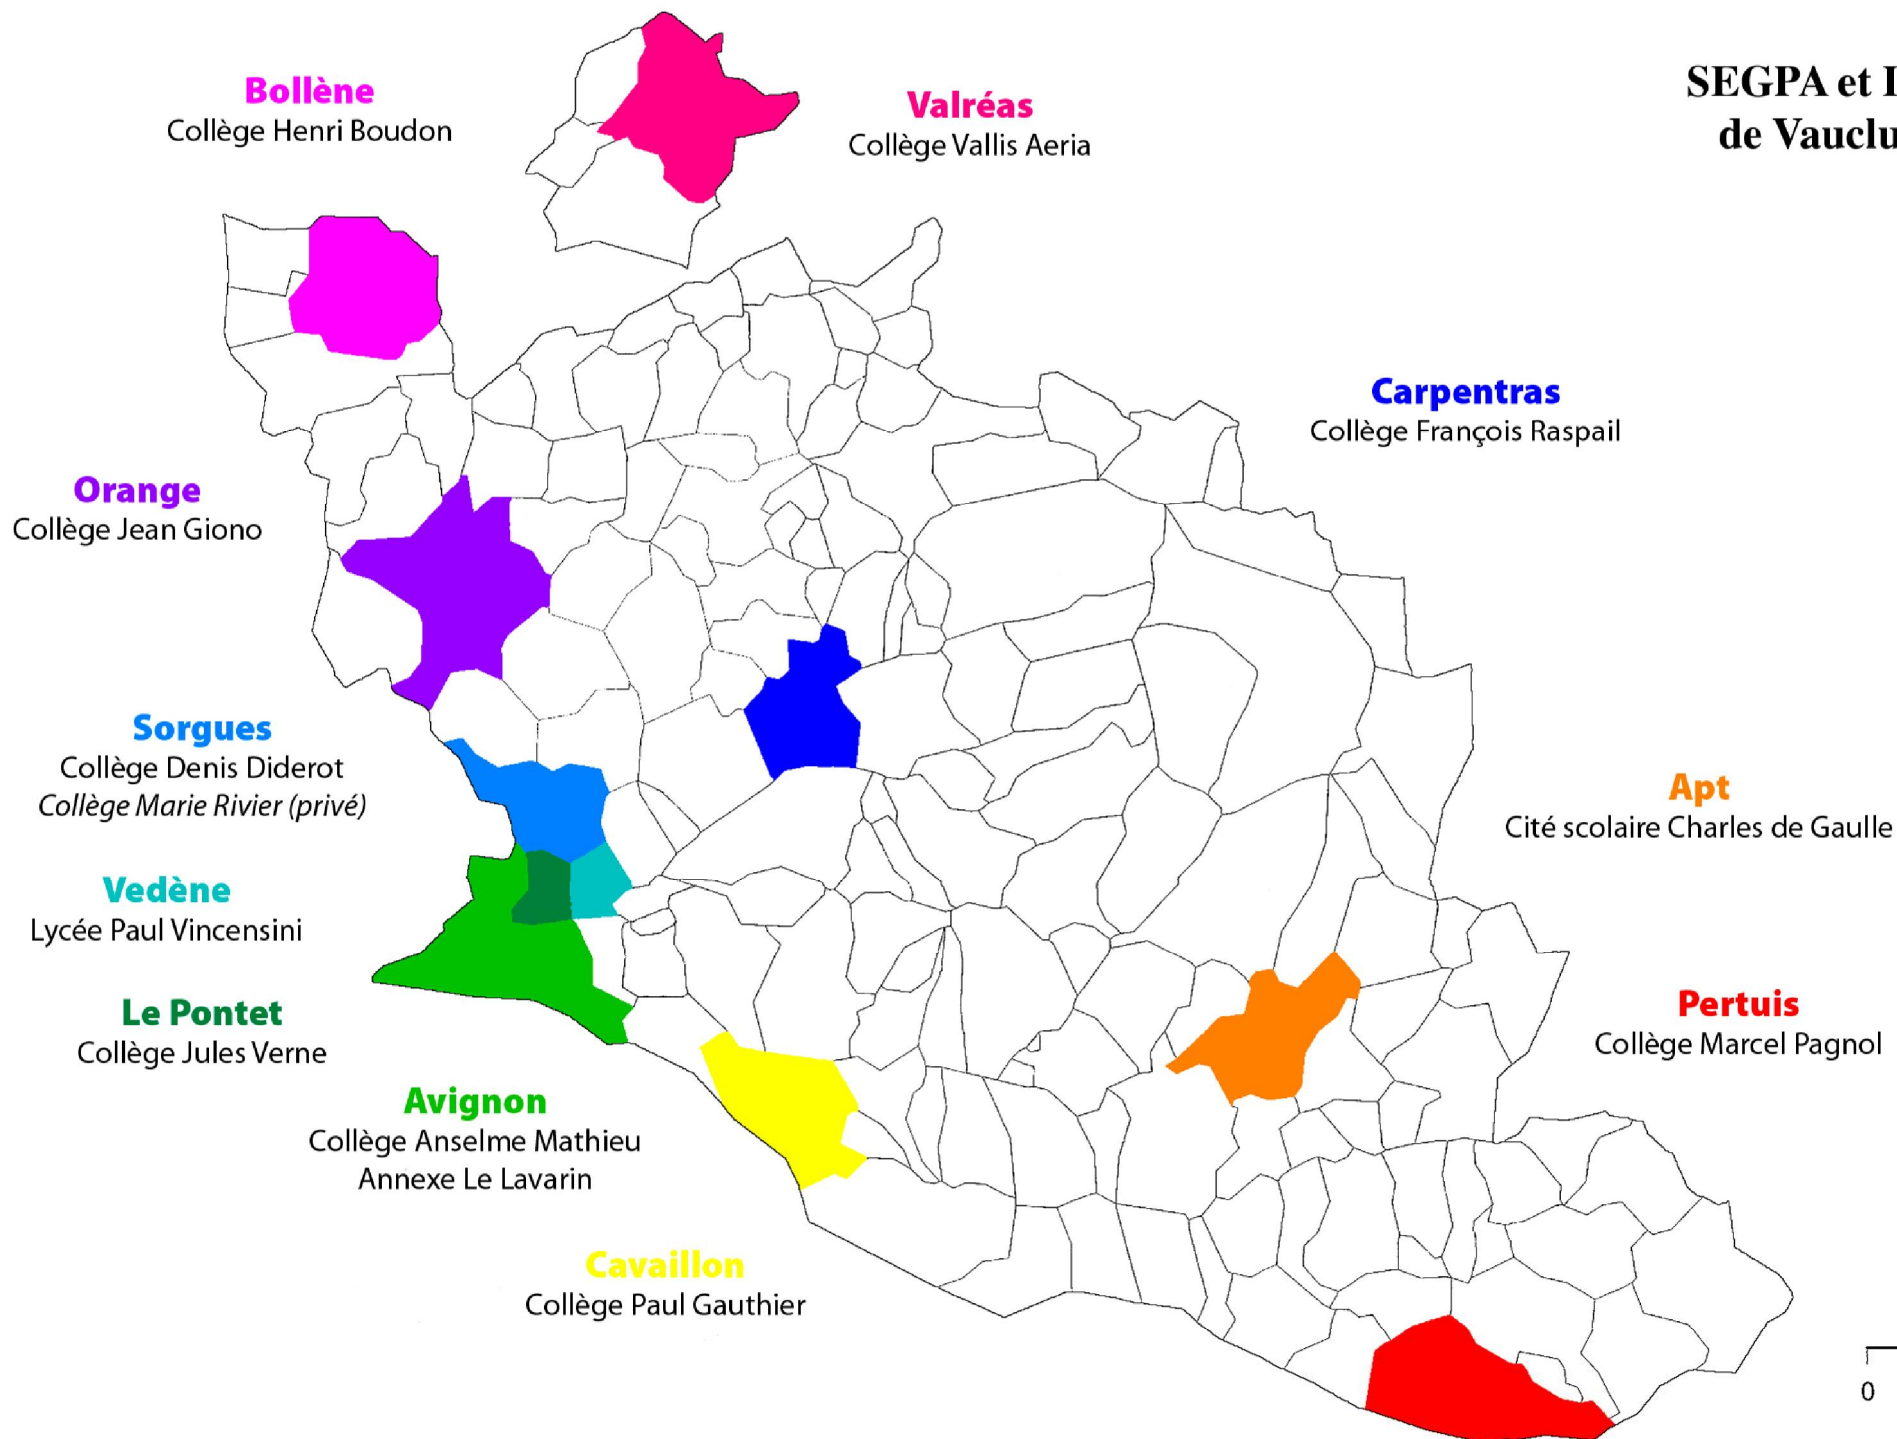 SEGPA et I
de Vauclu
Bollène
Collège Henri Boudon
Valréas
Collège Vallis Aeria
Carpentras
Collège François Raspail
Orange
Collège Jean Giono
Sorgues
Collège Denis Diderot
Collège Marie Rivier (privé)
Apt
Cité scolaire Charles de Gaulle
Vedène
Lycée Paul Vincensini
Le Pontet
Collège Jules Verne
Pertuis
Collège Marcel Pagnol
Avignon
Collège Anselme Mathieu
Annexe Le Lavarin
Cavaillon
Collège Paul Gauthier
0